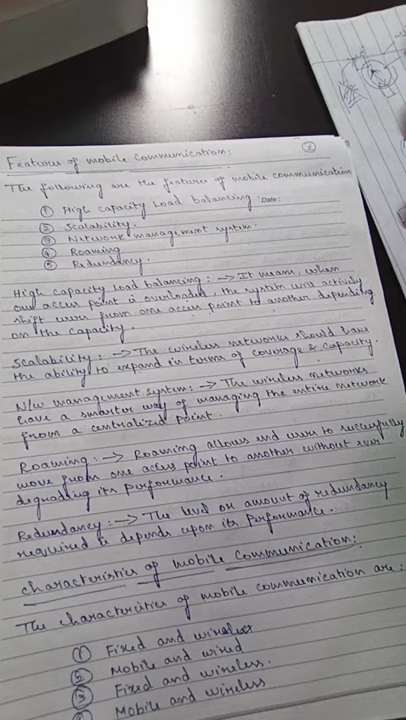 Features of mobile communication:
②
The following are the features of mobile communication
Date:
① High capacity Load balancing
② Scalability.
③ Network management system.
④ Roaming
⑤ Redundancy.
High capacity Load balancing: → It means, when
our access point is overloaded, the system will actively
shift user from one access point to another depending
on the capacity.
Scalability: → The wireless networks should have
the ability to expand in terms of coverage & capacity.
N/w management system: → The wireless networks
have a smarter way of managing the entire network
from a centralized point.
Roaming: → Roaming allows end user to successfully
move from one access point to another without ever
degrading its performance.
Redundancy: → The level or amount of redundancy
required is depends upon its performance.
characteristics of mobile communication:
The characteristics of mobile communication are:
① Fixed and wireless
② Mobile and wired
③ Fixed and wireless.
Mobile and wireless